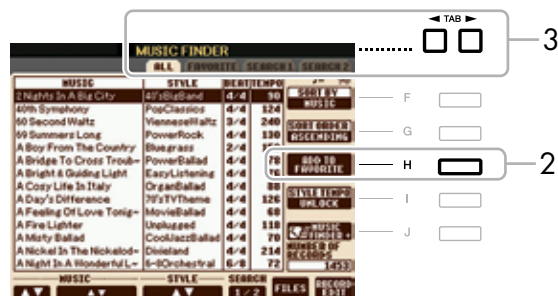 ◄ TAB ►
3
MUSIC FINDER
ALL FAVORITE SEARCH 1 SEARCH 2
MUSIC STYLE BEAT TEMPO
2 Nights In A Big City 40'sBigBand 4/4 90
40th Symphony PopClassics 4/4 124
60 Second Waltz VienneseWaltz 3/4 240
69 Summers Long PowerRock 4/4 130
A Boy From The Country Bluegrass 2/4
A Bridge To Cross Troub~ PowerBallad 4/4 78
A Bright & Guiding Light EasyListening 4/4 76
A Cosy Life In Italy OrganBallad 4/4 88
A Day's Difference 70'sTVTheme 4/4 126
A Feeling Of Love Tonig~ MovieBallad 4/4 68
A Fire Lighter Unplugged 4/4 118
A Misty Ballad CoolJazzBallad 4/4 70
A Nickel In The Nickelod~ Dixieland 4/4 214
A Night In A Wonderful L~ 6-8Orchestral 6/8 72
SORT BY
MUSIC
F
SORT ORDER
ASCENDING
G
ADD TO
FAVORITE
H
2
STYLE TEMPO
UNLOCK
I
MUSIC
FINDER +
J
NUMBER OF
RECORDS
1453
MUSIC STYLE SEARCH
1 / 2
FILES
RECORD
EDIT